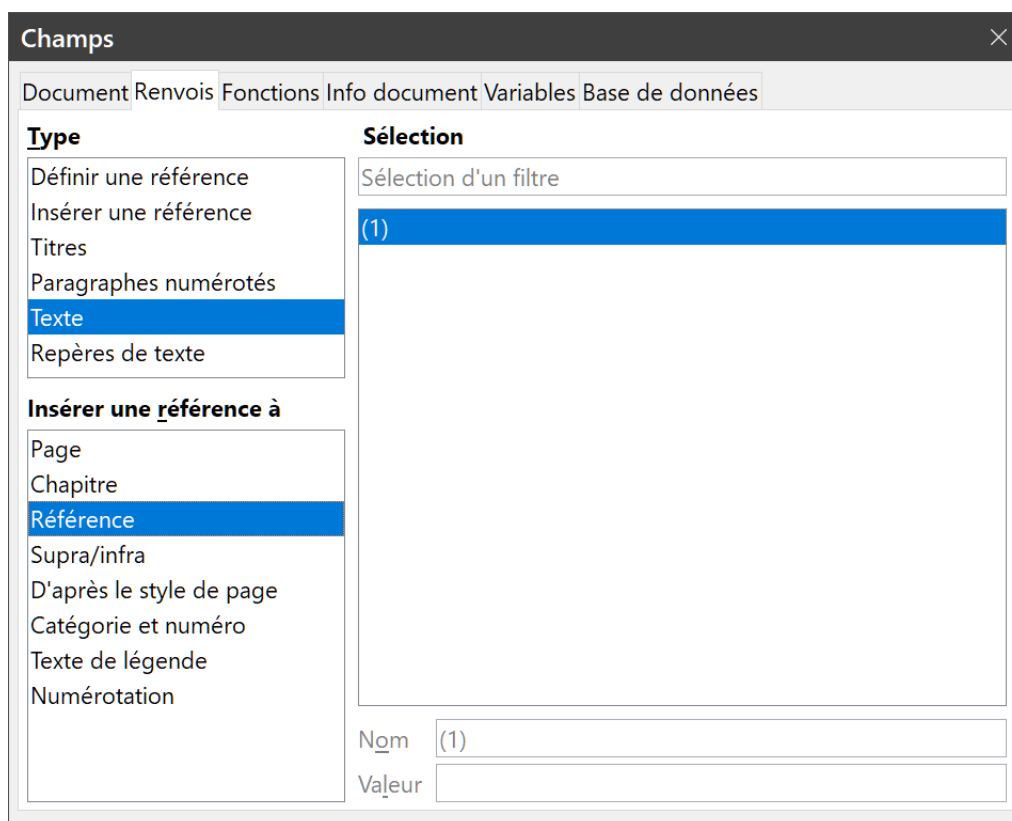 Champs
Document Renvois Fonctions Info document Variables Base de données
Type
Définir une référence
Insérer une référence
Titres
Paragraphes numérotés
Texte
Repères de texte
Insérer une référence à
Page
Chapitre
Référence
Supra/infra
D'après le style de page
Catégorie et numéro
Texte de légende
Numérotation
Sélection
Sélection d'un filtre
(1)
Nom (1)
Valeur